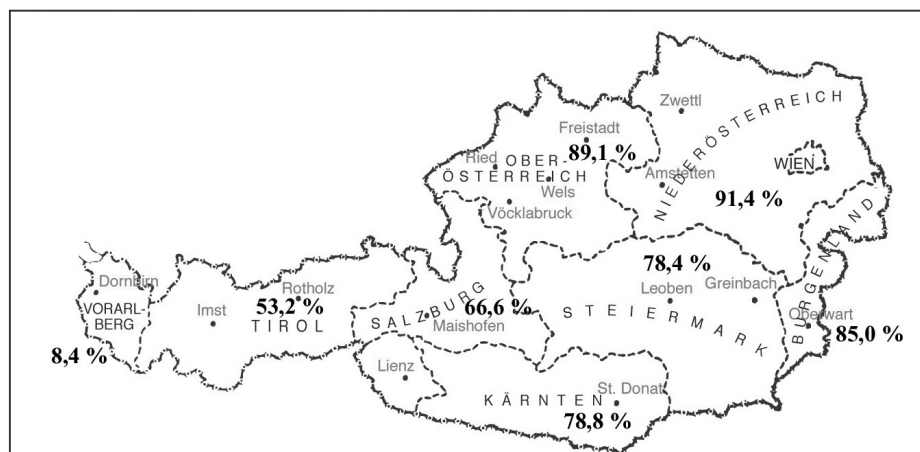 Zwettl
NIEDERÖSTERREICH
Freistadt
89,1 %
Ried
OBER-
ÖSTERREICH
Wels
Amstetten
WIEN
91,4 %
Vöcklabruck
BURGENLAND
78,4 %
Dornbirn
VORARL-
BERG
8,4 %
Rotholz
53,2 %
Imst
TIROL
SALZBURG
66,6 %
Maishofen
Leoben
Greinbach
STEIERMARK
Oberwart
85,0 %
Lienz
St. Donat
KÄRNTEN
78,8 %